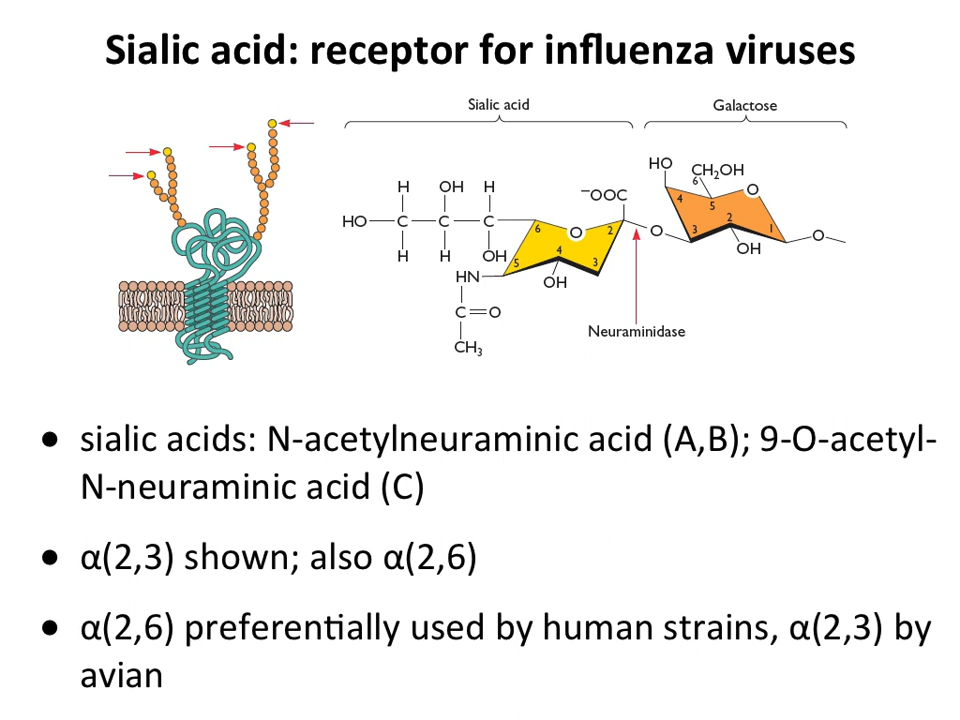 Sialic acid: receptor for influenza viruses
Sialic acid
Galactose
HO
CH₂OH
6
O
5
4
3
2
1
OH
O
H OH H
⁻OOC
HO C C C
6
O
2
O
H H OH
5
4
3
HN
OH
C=O
CH₃
Neuraminidase
• sialic acids: N-acetylneuraminic acid (A,B); 9-O-acetyl-
N-neuraminic acid (C)
• α(2,3) shown; also α(2,6)
• α(2,6) preferentially used by human strains, α(2,3) by
avian